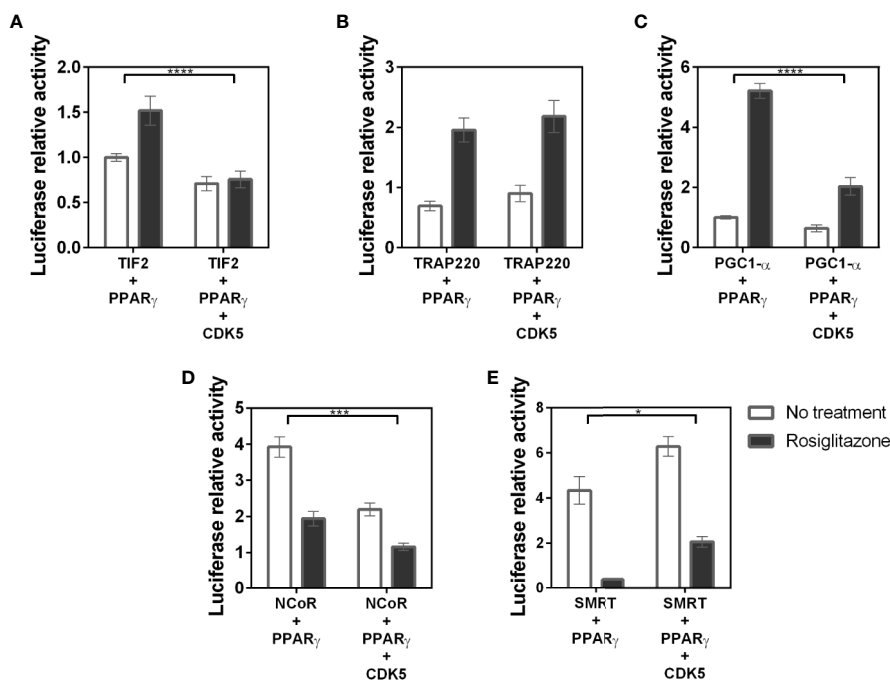 A
Luciferase relative activity
2.0
1.5
1.0
0.5
0.0
****
TIF2
+
PPARγ
TIF2
+
PPARγ
+
CDK5
B
Luciferase relative activity
3
2
1
0
TRAP220
+
PPARγ
TRAP220
+
PPARγ
+
CDK5
C
Luciferase relative activity
6
4
2
0
****
PGC1-α
+
PPARγ
PGC1-α
+
PPARγ
+
CDK5
D
Luciferase relative activity
5
4
3
2
1
0
***
NCoR
+
PPARγ
NCoR
+
PPARγ
+
CDK5
E
Luciferase relative activity
8
6
4
2
0
*
SMRT
+
PPARγ
SMRT
+
PPARγ
+
CDK5
No treatment
Rosiglitazone